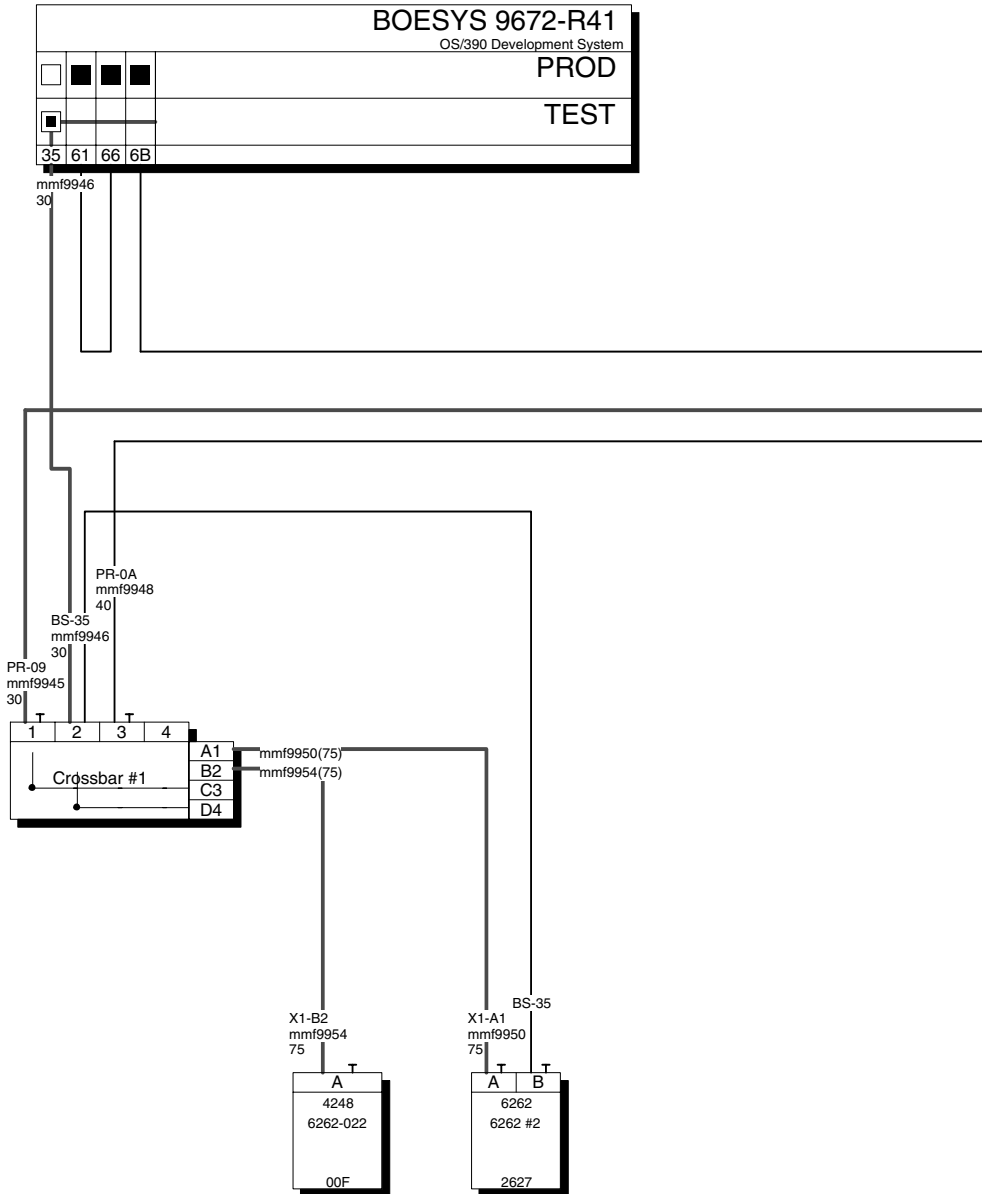 BOESYS 9672-R41
OS/390 Development System
PROD
TEST
35 61 66 6B
mmf9946
30
PR-0A
mmf9948
40
BS-35
mmf9946
30
PR-09
mmf9945
30
1 2 3 4
Crossbar #1
A1
B2
C3
D4
mmf9950(75)
mmf9954(75)
X1-B2
mmf9954
75
A
4248
6262-022
00F
BS-35
X1-A1
mmf9950
75
A B
6262
6262 #2
2627